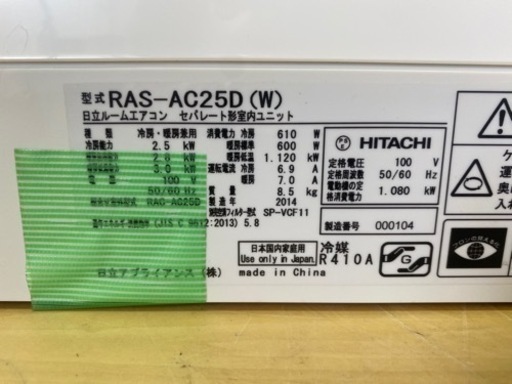 型式 RAS-AC25D (W)
日立ルームエアコン セパレート形室内ユニット
種類 冷房・暖房兼用 消費電力 冷房 610 W
冷房能力 2.5 kW 暖房標準 600 W
2.8 kW 暖房低温 1.120 kW
3.0 kW 運転電流 冷房 6.9 A
100 V 暖房 7.0 A
50/60 Hz 質量 8.5 kg
RAS-AC25D 製造年 2014
SP-VCF11
(JIS C 9612:2013) 5.8
日立アプライアンス(株) made in China
HITACHI
定格電圧 100 V
定格周波数 50/60 Hz
電動機の定格消費電力 1.080 kW
製造番号 000104
日本国内家庭用
Use only in Japan.
冷媒
R410A
G